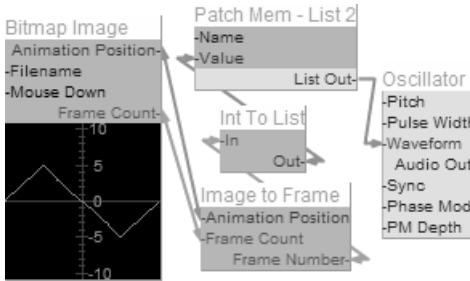 Bitmap Image
Animation Position-
-Filename
-Mouse Down
Frame Count-
10
5
0
-5
-10
Patch Mem - List 2
-Name
-Value
List Out-
Int To List
-In
Out-
Image to Frame
-Animation Position
-Frame Count
Frame Number-
Oscillator
-Pitch
-Pulse Width
-Waveform
Audio Out
-Sync
-Phase Mod
-PM Depth